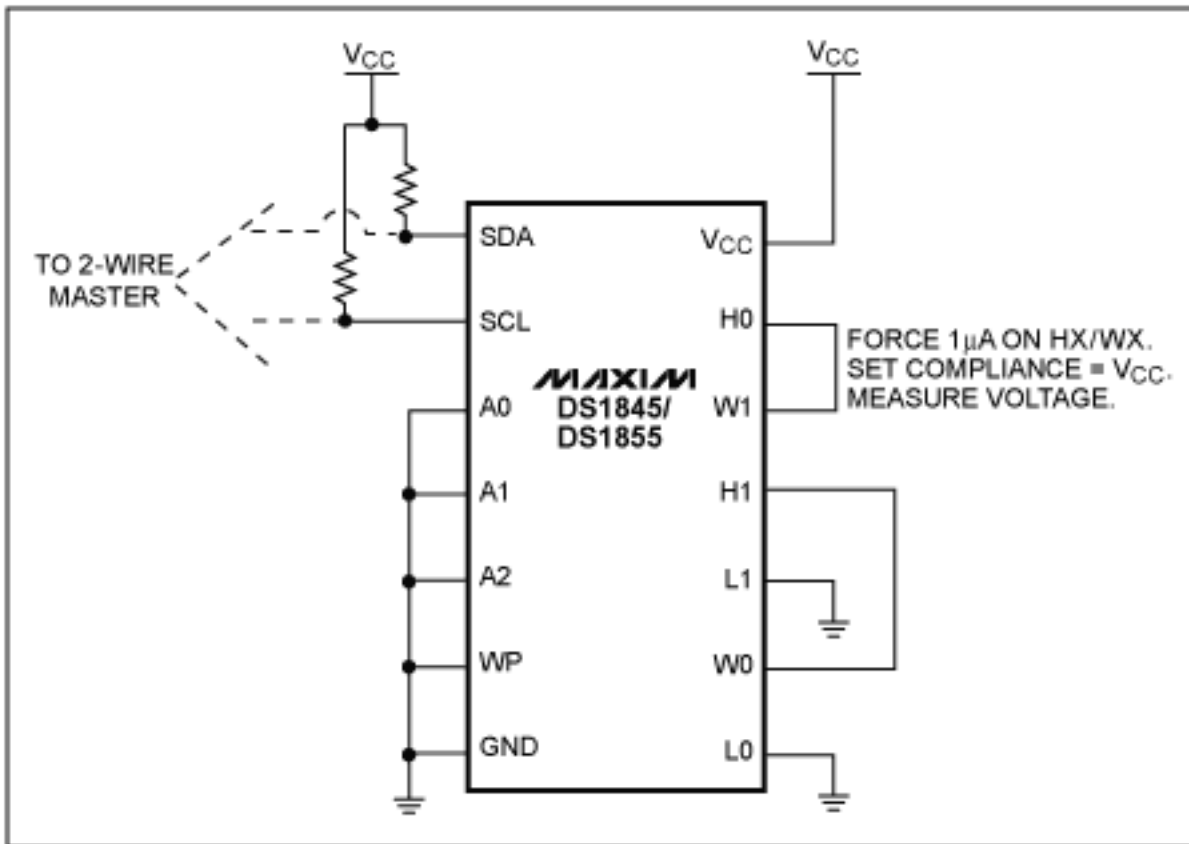 VCC
VCC
TO 2-WIRE
MASTER
SDA
SCL
A0
A1
A2
WP
GND
MAXIM
DS1845/
DS1855
VCC
H0
W1
H1
L1
W0
L0
FORCE 1µA ON HX/WX.
SET COMPLIANCE = VCC.
MEASURE VOLTAGE.